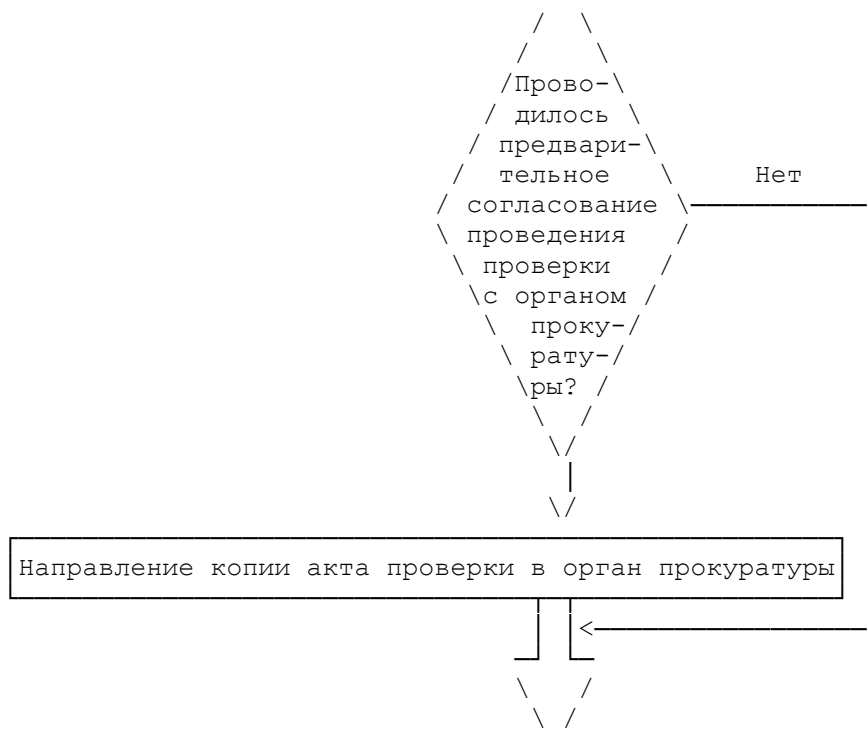 Прово-
дилось
предвари-
тельное
Нет
согласование
проведения
проверки
с органом
проку-
рату-
ры?
Направление копии акта проверки в орган прокуратуры